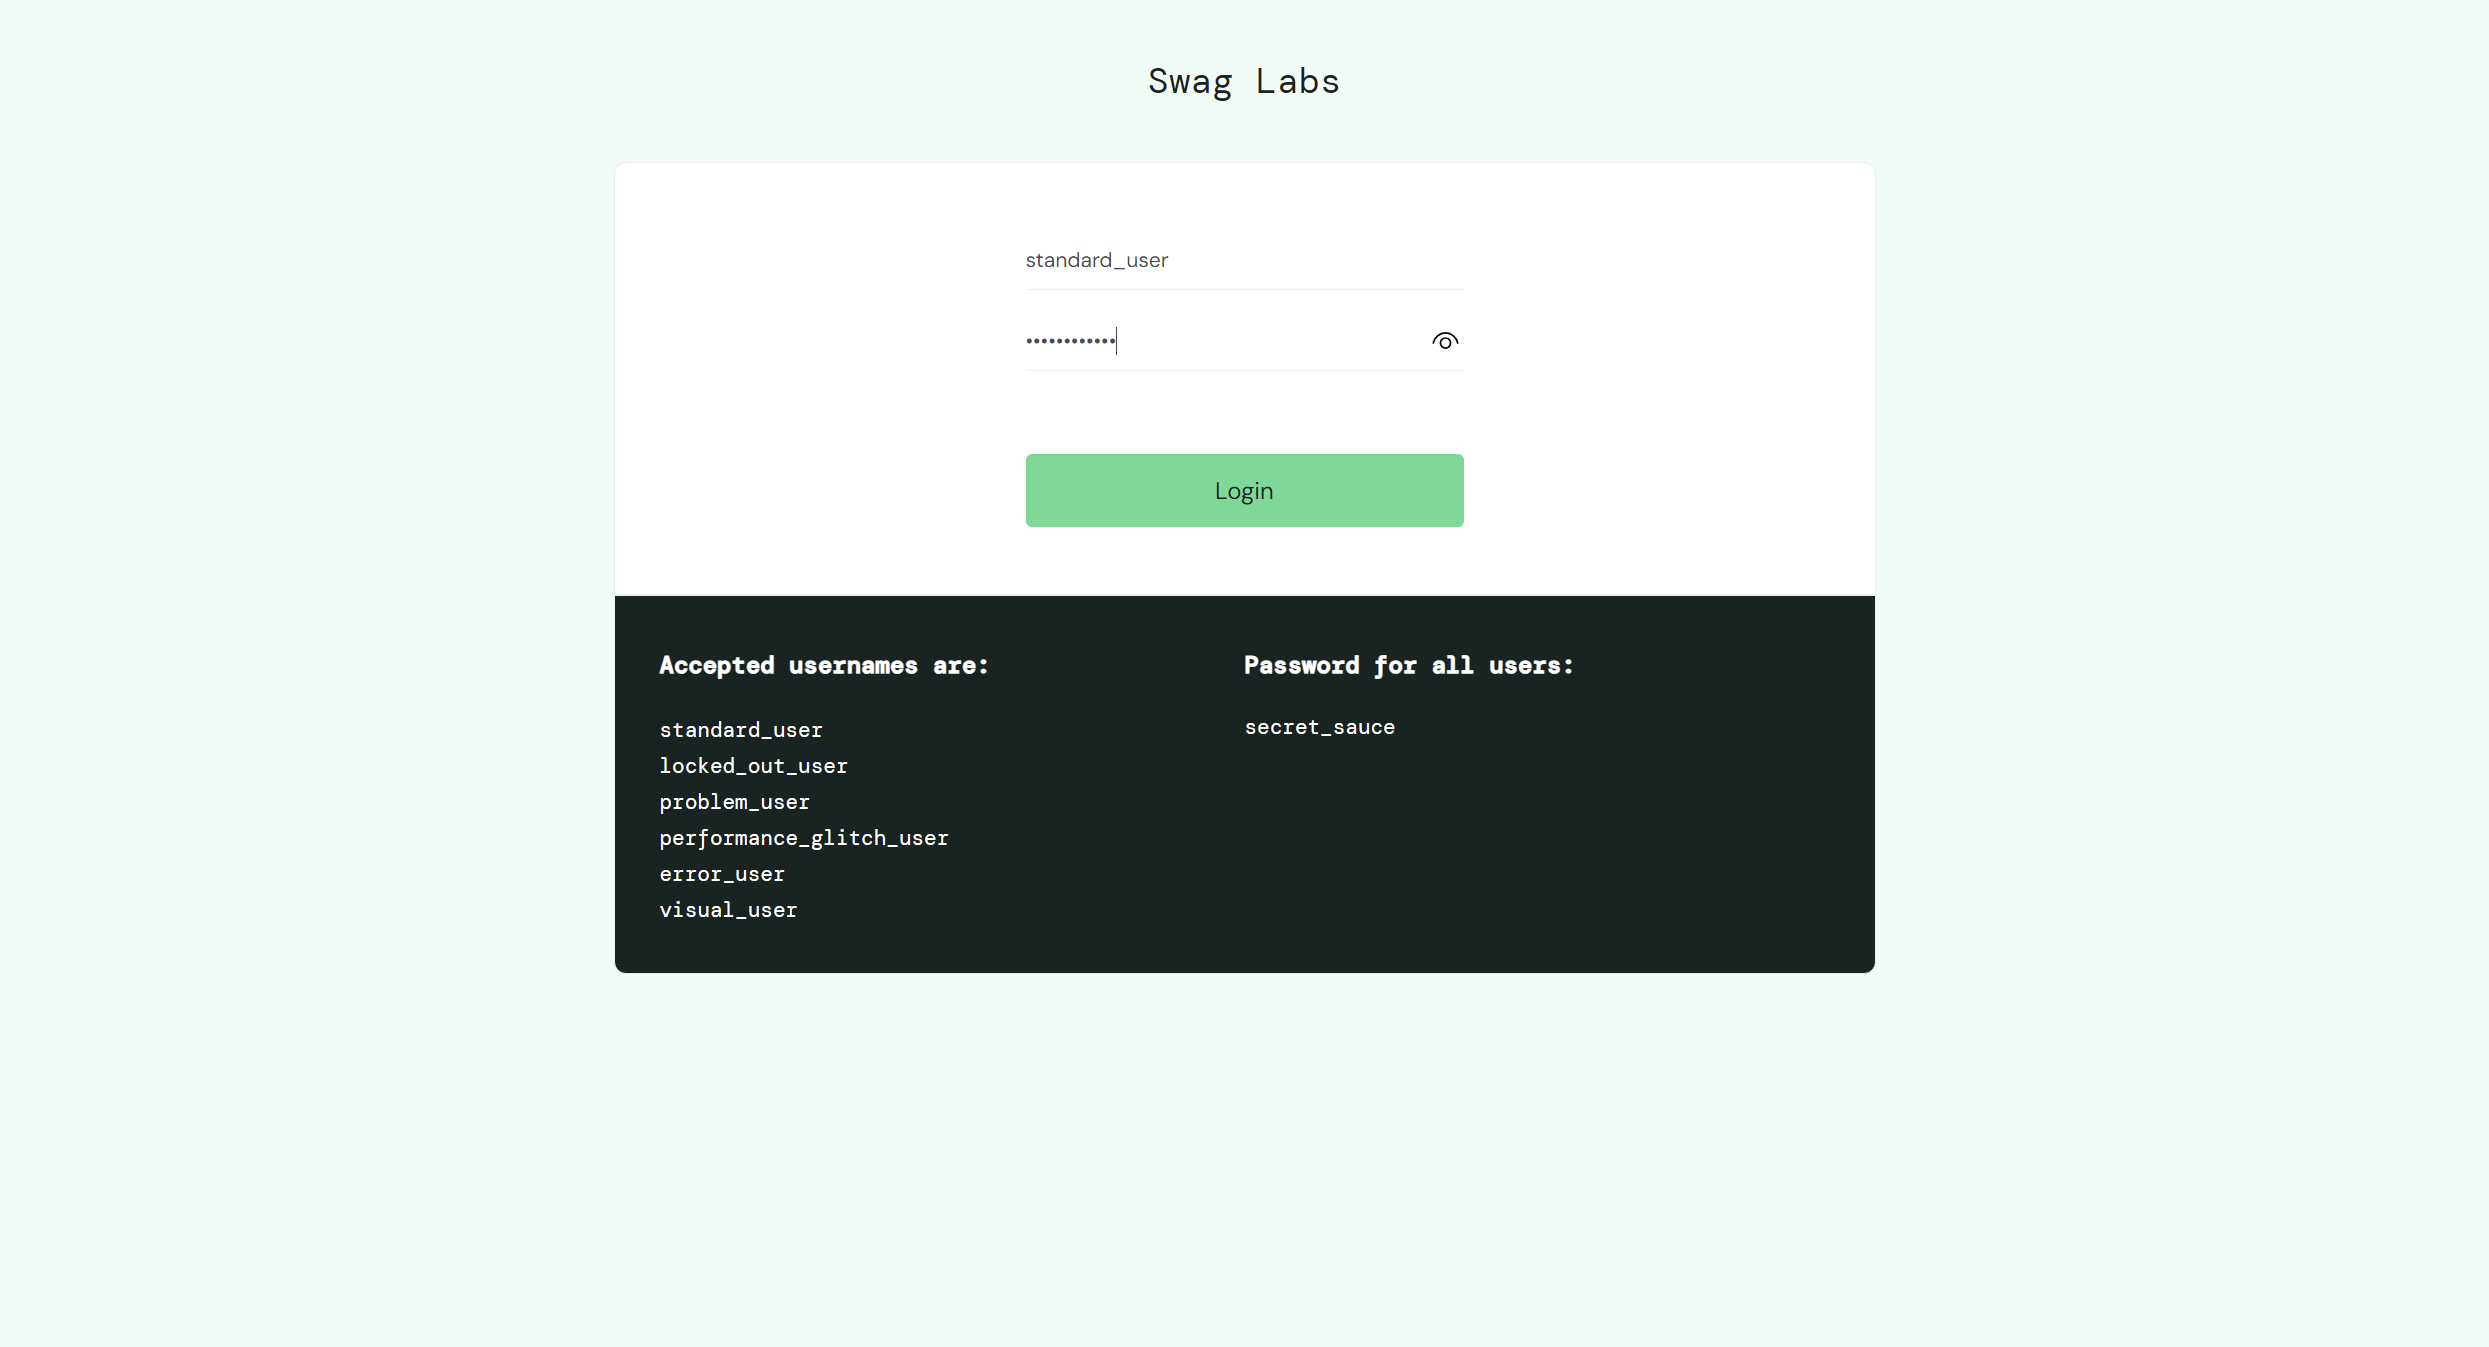 Swag Labs
standard_user
••••••••••••
Login
Accepted usernames are:
standard_user
locked_out_user
problem_user
performance_glitch_user
error_user
visual_user
Password for all users:
secret_sauce